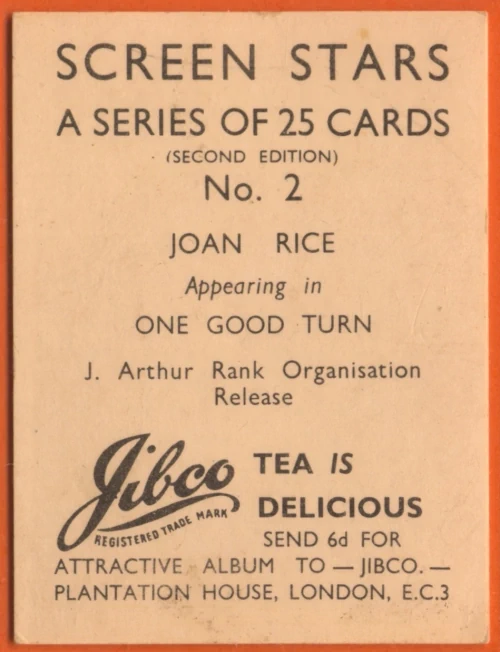 SCREEN STARS
A SERIES OF 25 CARDS
(SECOND EDITION)
No. 2
JOAN RICE
Appearing in
ONE GOOD TURN
J. Arthur Rank Organisation
Release
Jibco
REGISTERED TRADE MARK
TEA IS
DELICIOUS
SEND 6d FOR
ATTRACTIVE ALBUM TO — JIBCO. —
PLANTATION HOUSE, LONDON, E.C.3